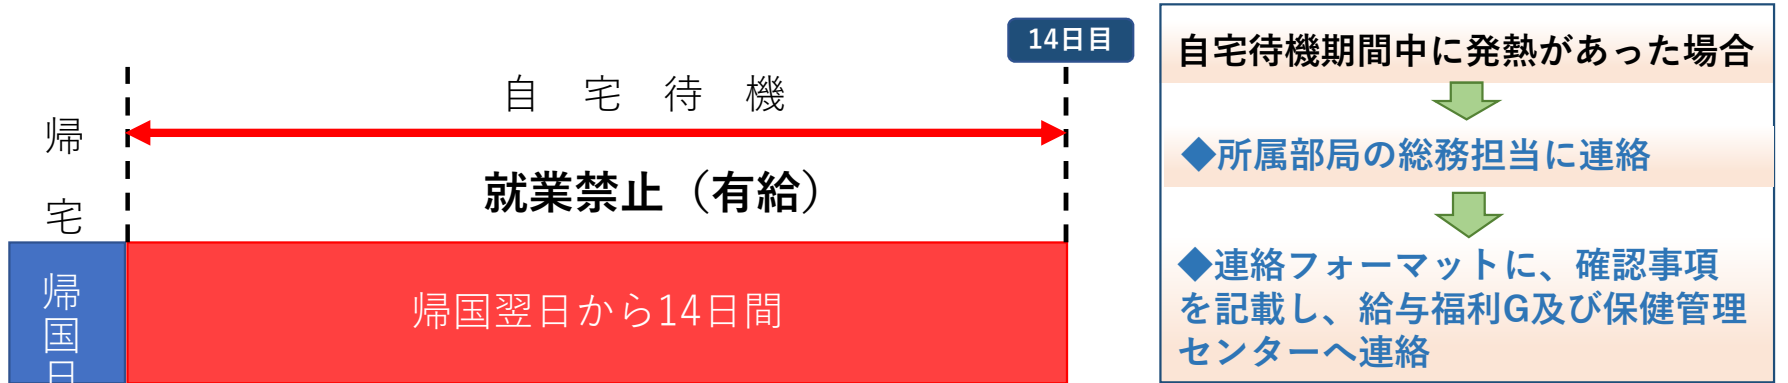 14日目
自宅待機
帰宅
就業禁止（有給）
帰国日
帰国翌日から14日間
自宅待機期間中に発熱があった場合
◆所属部局の総務担当に連絡
◆連絡フォーマットに、確認事項
を記載し、給与福利G及び保健管理
センターへ連絡